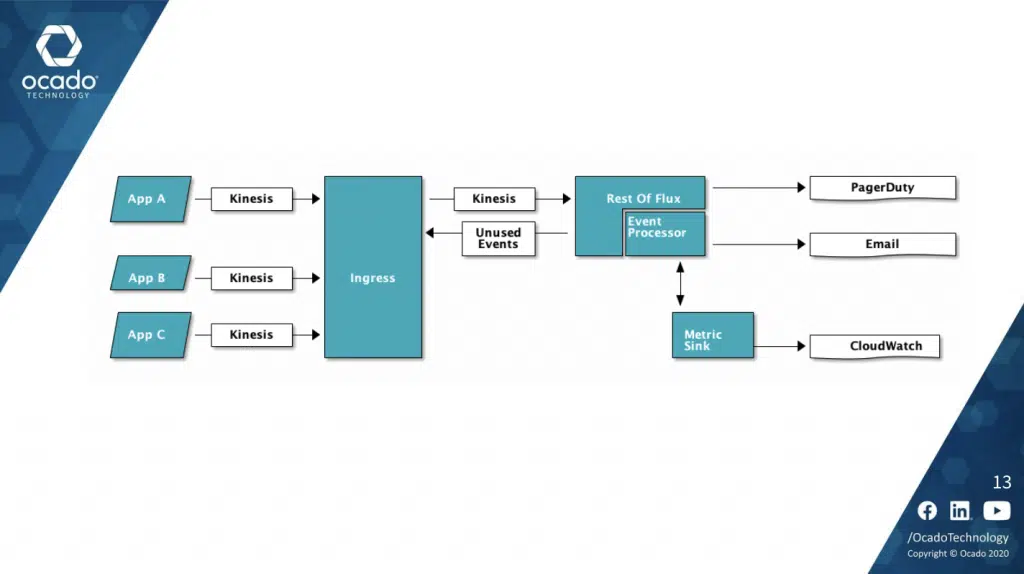 ocado
TECHNOLOGY
App A
Kinesis
Kinesis
Rest Of Flux
PagerDuty
Unused
Events
Event
Processor
Email
App B
Kinesis
Ingress
App C
Kinesis
Metric
Sink
CloudWatch
13
/OcadoTechnology
Copyright © Ocado 2020